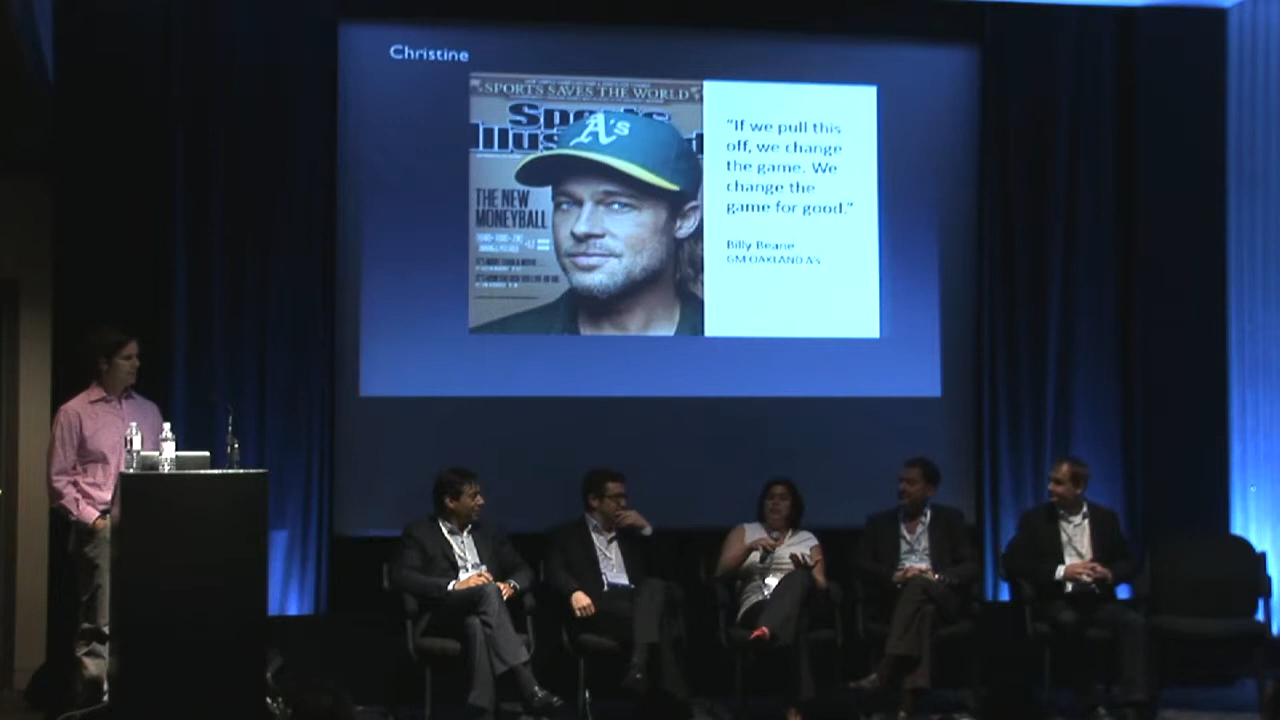 Christine
SPORTS SAVES THE WORLD
Sports
Illustrated
A's
THE NEW
MONEYBALL
"If we pull this
off, we change
the game. We
change the
game for good."
Billy Beane
GM OAKLAND A's